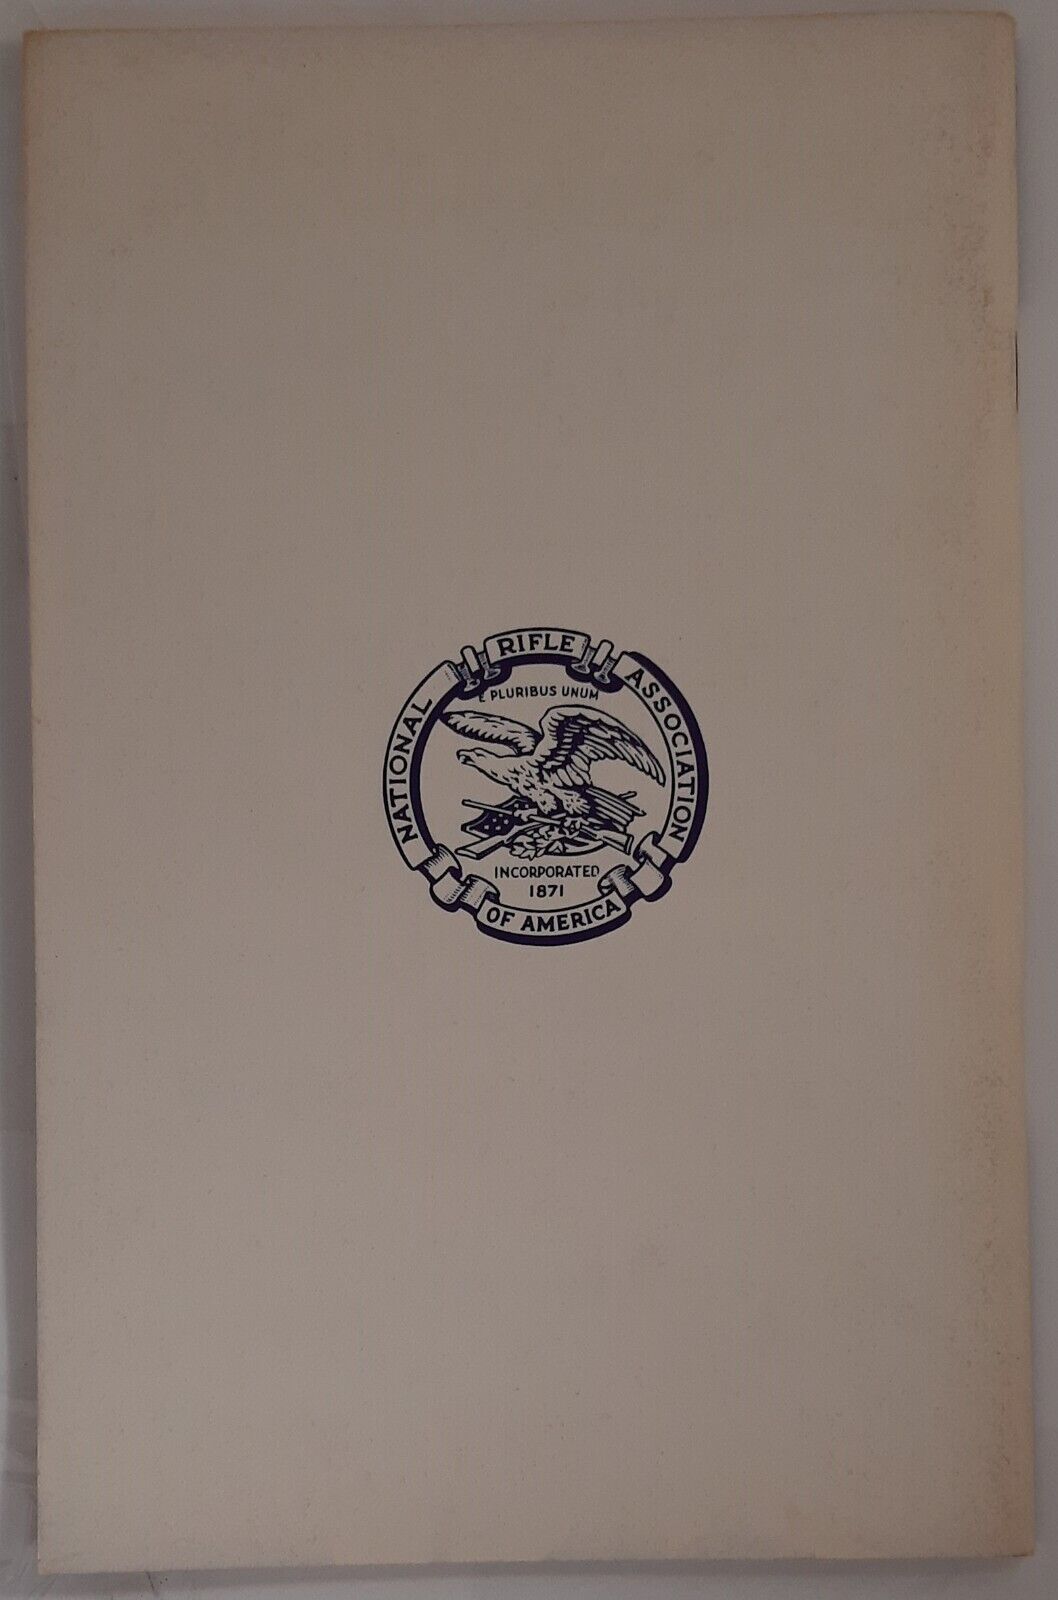 NATIONAL RIFLE ASSOCIATION
OF AMERICA
E PLURIBUS UNUM
INCORPORATED
1871